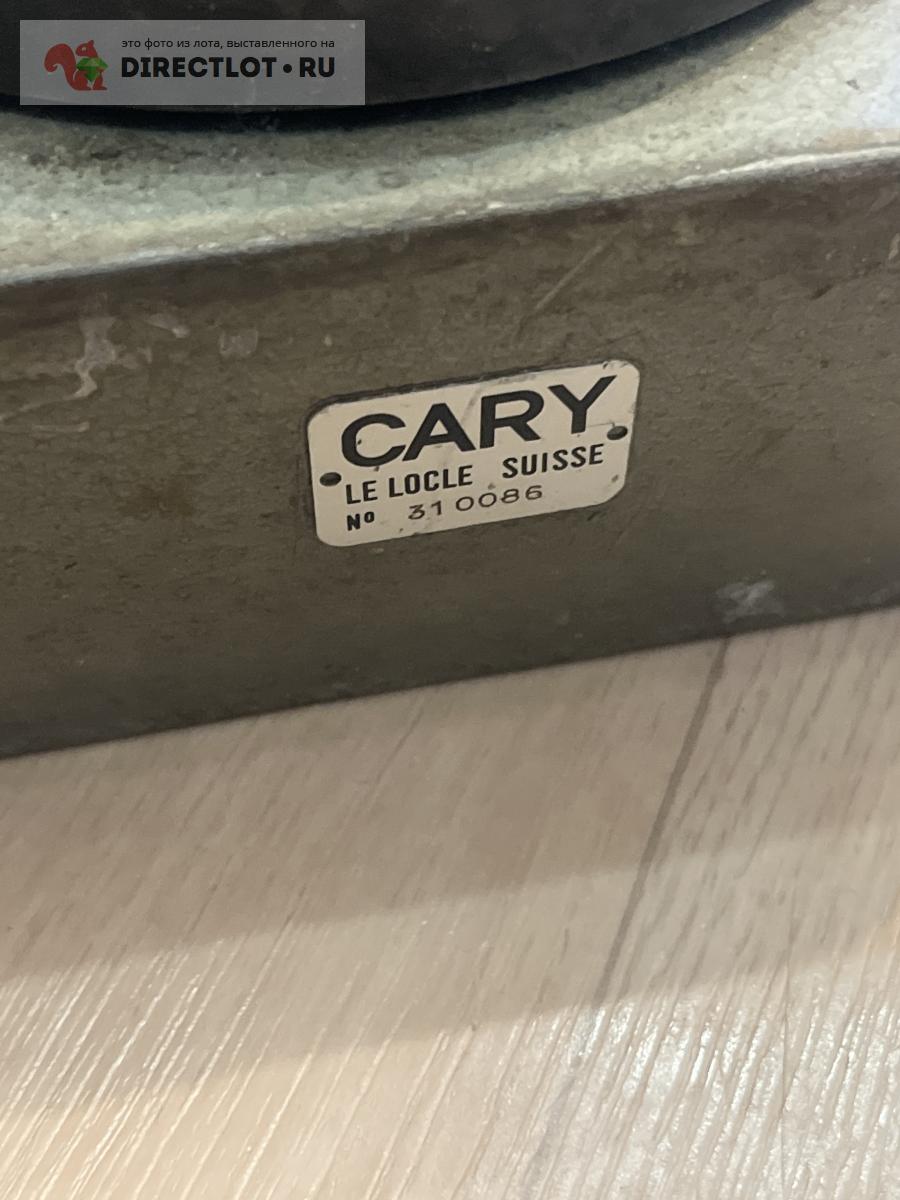 это фото из лота, выставленного на
DIRECTLOT•RU
CARY
LE LOCLE SUISSE
Nº 310086